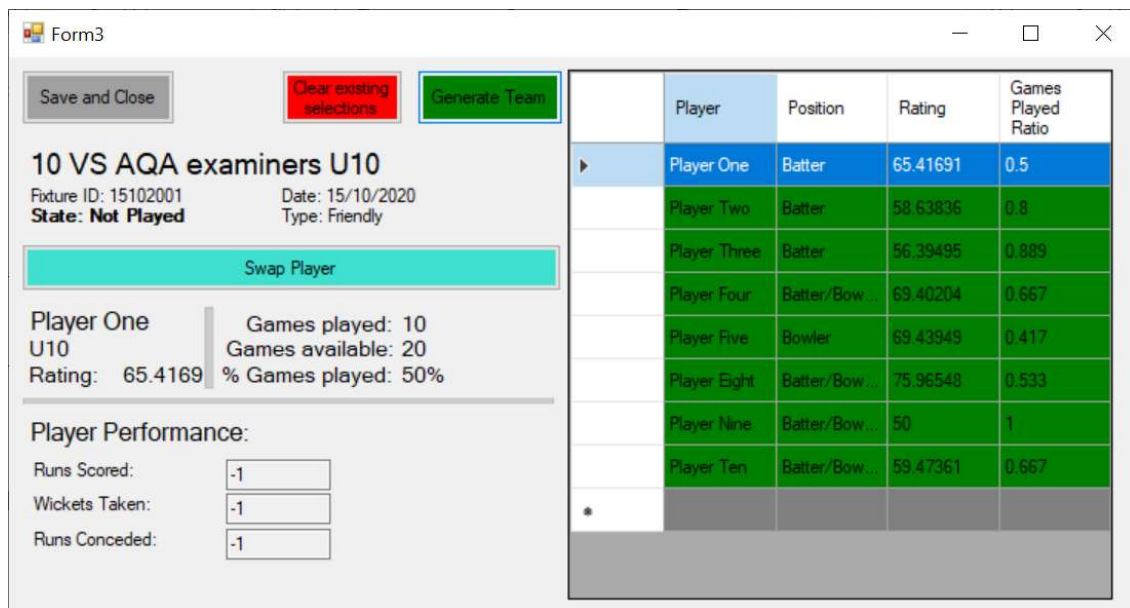 Form3
Save and Close
Clear existing
selections
Generate Team
10 VS AQA examiners U10
Fixture ID: 15102001 Date: 15/10/2020
State: Not Played Type: Friendly
Swap Player
Player One
U10
Rating: 65.4169
Games played: 10
Games available: 20
% Games played: 50%
Player Performance:
Runs Scored: -1
Wickets Taken: -1
Runs Conceded: -1
Player Position Rating Games Played Ratio
Player One Batter 65.41691 0.5
Player Two Batter 58.63836 0.8
Player Three Batter 56.39495 0.889
Player Four Batter/Bow... 69.40204 0.667
Player Five Bowler 69.43949 0.417
Player Eight Batter/Bow... 75.96548 0.533
Player Nine Batter/Bow... 50 1
Player Ten Batter/Bow... 59.47361 0.667